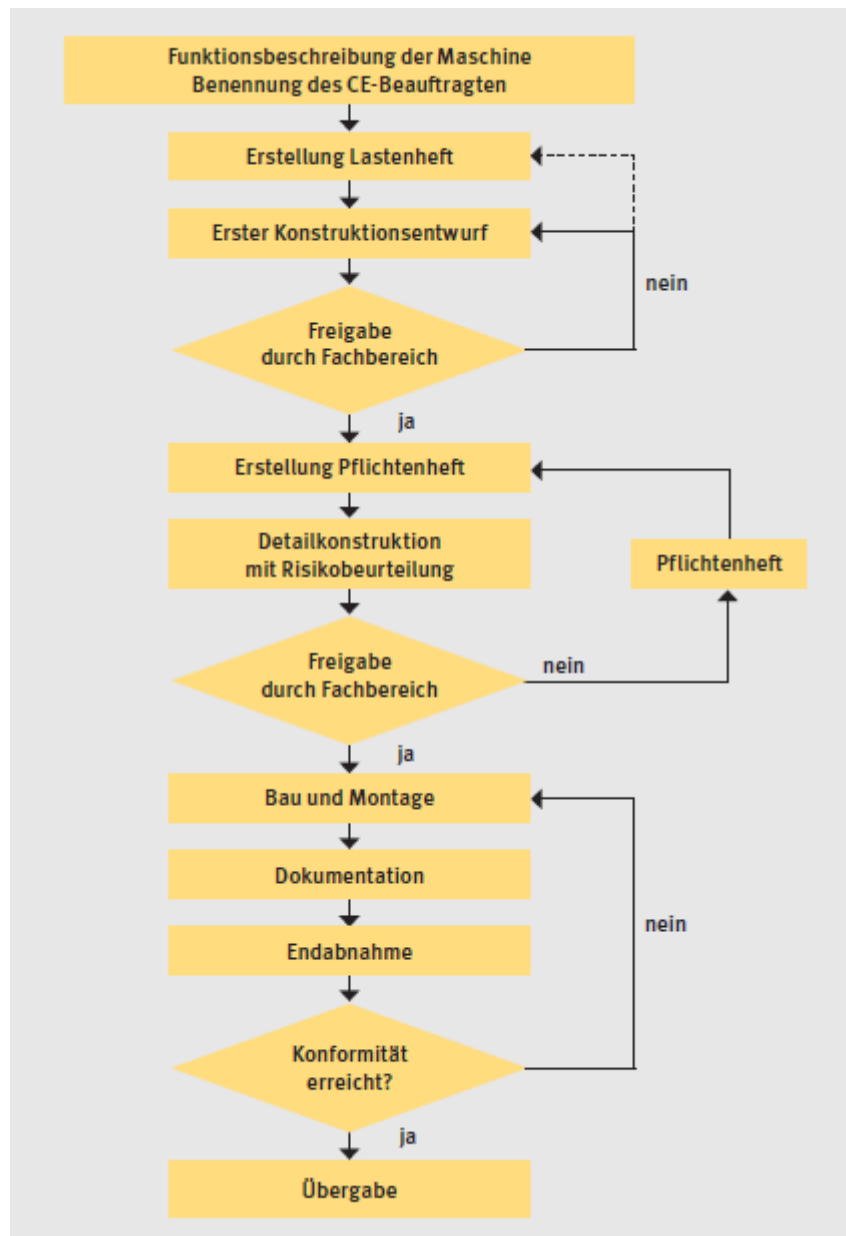 Funktionsbeschreibung der Maschine
Benennung des CE-Beauftragten
Erstellung Lastenheft
Erster Konstruktionsentwurf
nein
Freigabe
durch Fachbereich
ja
Erstellung Pflichtenheft
Detailkonstruktion
mit Risikobeurteilung
Pflichtenheft
Freigabe
durch Fachbereich
nein
ja
Bau und Montage
Dokumentation
nein
Endabnahme
Konformität
erreicht?
ja
Übergabe